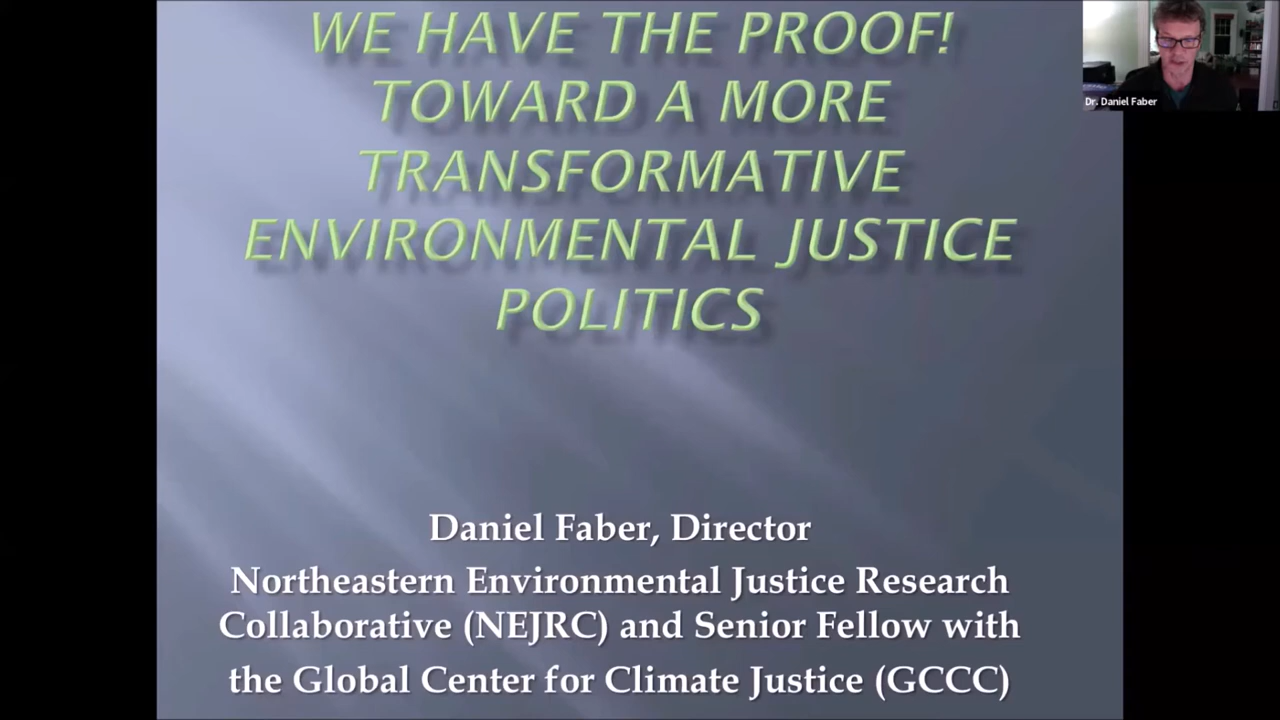 WE HAVE THE PROOF!
TOWARD A MORE
TRANSFORMATIVE
ENVIRONMENTAL JUSTICE
POLITICS
Dr. Daniel Faber
Daniel Faber, Director
Northeastern Environmental Justice Research
Collaborative (NEJRC) and Senior Fellow with
the Global Center for Climate Justice (GCCC)